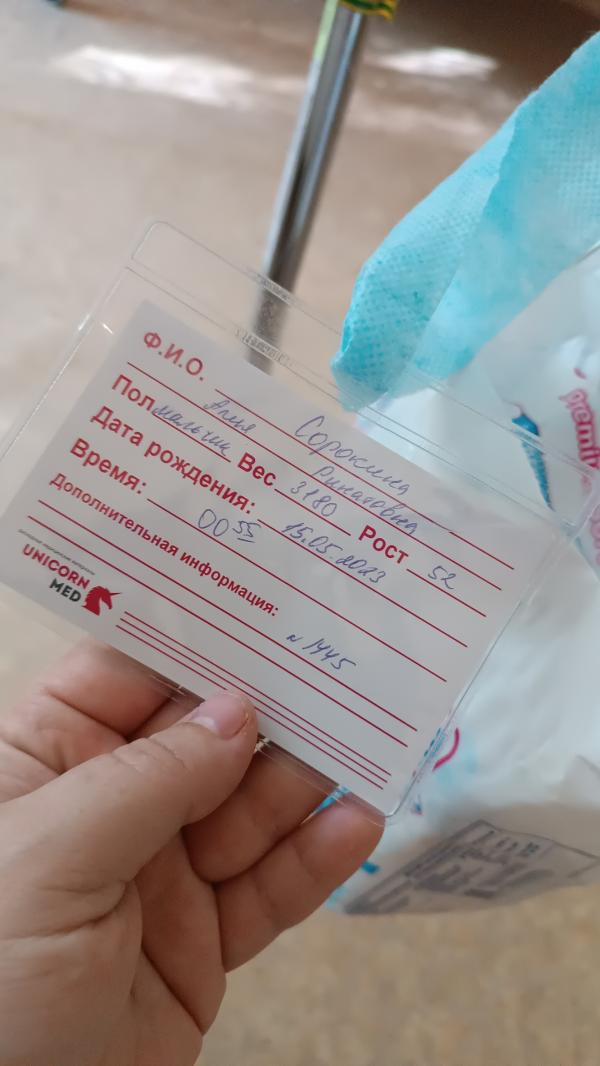 Ф.И.О. Сорокина
Алия Ринатовна
Пол мальчик Вес 3180 Рост 52
Дата рождения: 15.05.2023
Время: 00 55
Дополнительная информация:
N 1445
UNICORN
MED